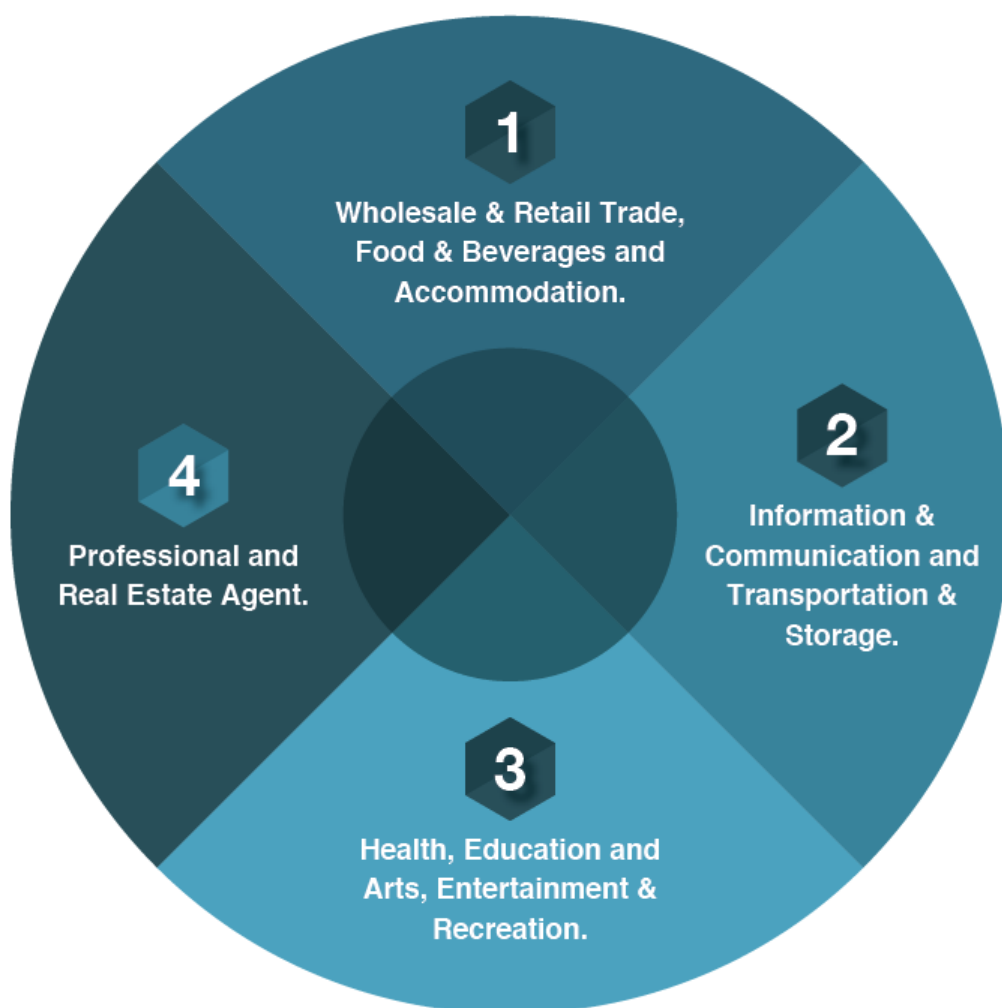 1
Wholesale & Retail Trade,
Food & Beverages and
Accommodation.
2
Information &
Communication and
Transportation &
Storage.
3
Health, Education and
Arts, Entertainment &
Recreation.
4
Professional and
Real Estate Agent.